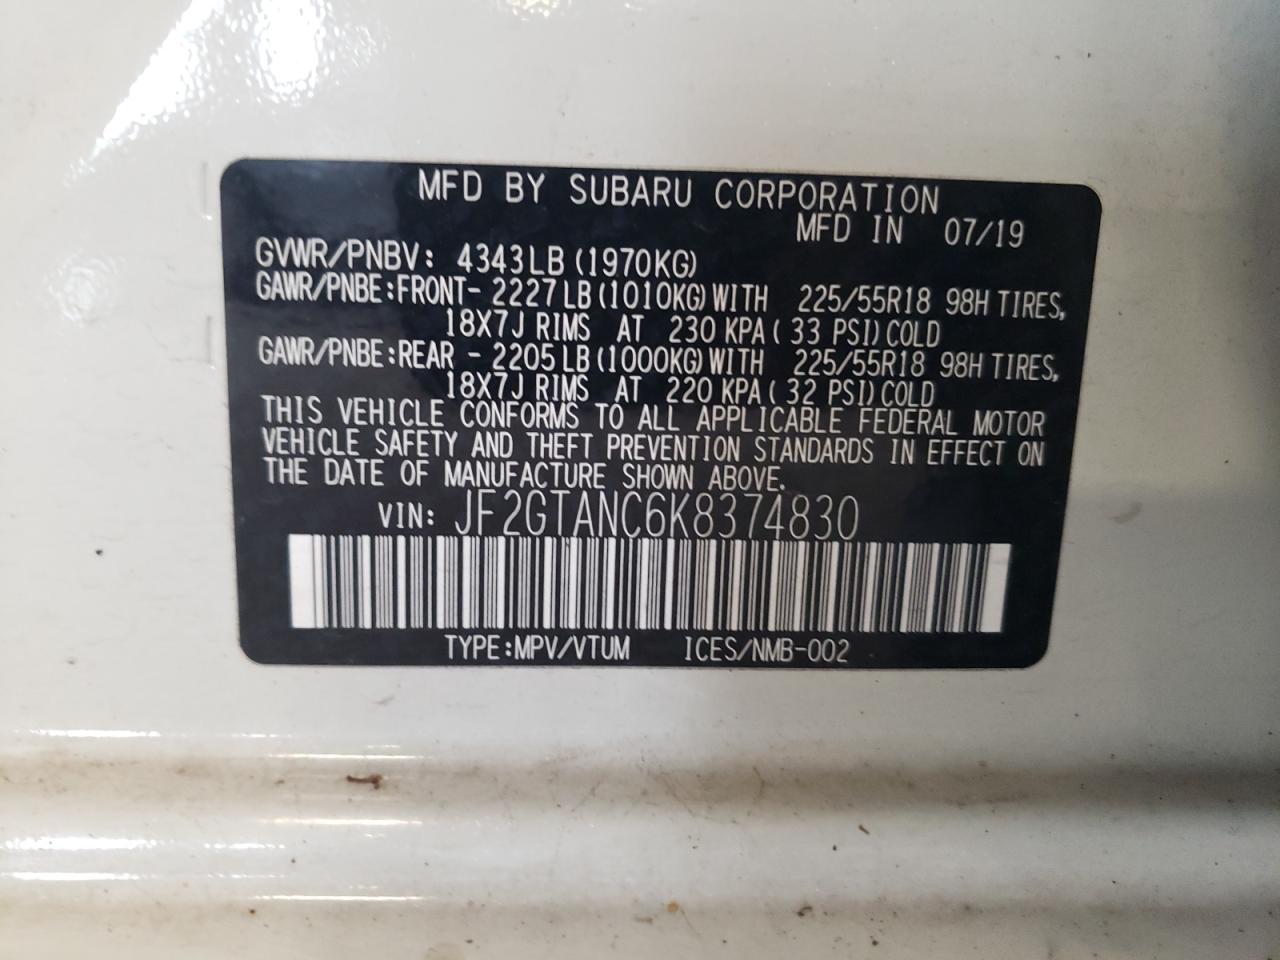 MFD BY SUBARU CORPORATION
MFD IN 07/19
GVWR/PNBV: 4343LB (1970KG)
GAWR/PNBE:FRONT- 2227LB(1010KG)WITH 225/55R18 98H TIRES,
18X7J RIMS AT 230 KPA( 33 PSI)COLD
GAWR/PNBE:REAR - 2205LB(1000KG)WITH 225/55R18 98H TIRES,
18X7J RIMS AT 220 KPA( 32 PSI)COLD
THIS VEHICLE CONFORMS TO ALL APPLICABLE FEDERAL MOTOR
VEHICLE SAFETY AND THEFT PREVENTION STANDARDS IN EFFECT ON
THE DATE OF MANUFACTURE SHOWN ABOVE.
VIN: JF2GTANC6K8374830
TYPE:MPV/VTUM ICES/NMB-002